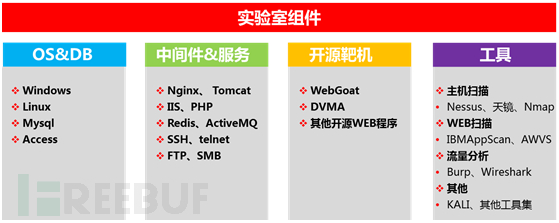 实验室组件
OS&DB
Windows
Linux
Mysql
Access
中间件&服务
Nginx、 Tomcat
IIS、PHP
Redis、ActiveMQ
SSH、telnet
FTP、SMB
开源靶机
WebGoat
DVMA
其他开源WEB程序
工具
主机扫描
Nessus、天镜、Nmap
WEB扫描
IBMAppScan、AWVS
流量分析
Burp、Wireshark
其他
KALI、其他工具集
FREEBUF